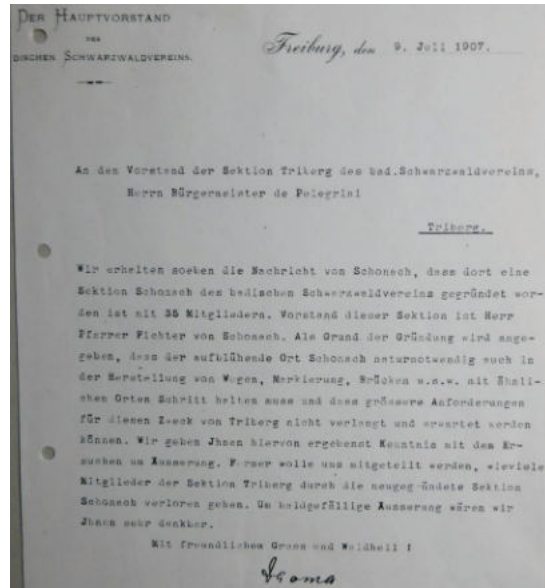 DER HAUPTVORSTAND
DES
DISCHEN SCHWARZWALDVEREINS.
Freiburg, den 9. Juli 1907.
An den Vorstand der Sektion Triberg des bad.Schwarzwaldvereins,
Herrn Bürgermeister de Pelegrini
Triberg.
Wir erhalten soeben die Nachricht von Schonach, dass dort eine
Sektion Schonach des badischen Schwarzwaldvereins gegründet wor-
den ist mit 35 Mitgliedern. Vorstand dieser Sektion ist Herr
Pfarrer Fichter von Schonach. Als Grund der Gründung wird ange-
geben, dass der aufblühende Ort Schonach naturnotwendig auch in
der Herstellung von Wegen, Markierung, Brücken u.s.w. mit ähnli-
chen Orten Schritt halten muss und dass grössere Anforderungen
für diesen Zweck von Triberg nicht verlangt und erwartet werden
können. Wir geben Jhnen hiervon ergebenst Kenntnis mit dem Er-
suchen um Äusserung. Ferner wolle uns mitgeteilt werden, wieviele
Mitglieder der Sektion Triberg durch die neugegründete Sektion
Schonach verloren gehen. Um baldgefällige Äusserung wären wir
Jhnen sehr dankbar.
Mit freundlichem Gruss und Waldheil !